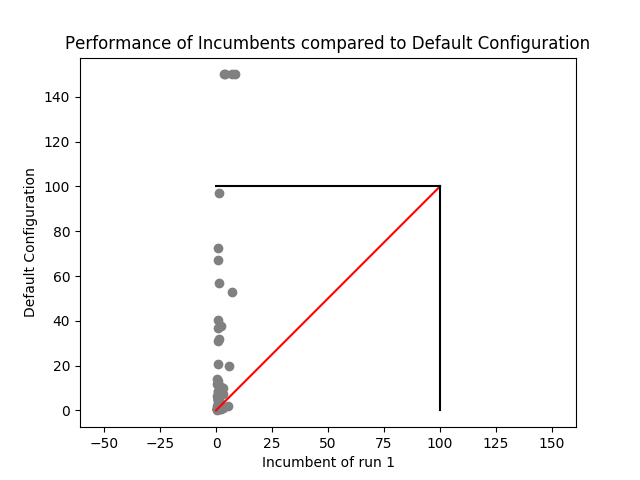 Performance of Incumbents compared to Default Configuration
140
120
100
80
60
40
20
0
Default Configuration
−50 −25 0 25 50 75 100 125 150
Incumbent of run 1